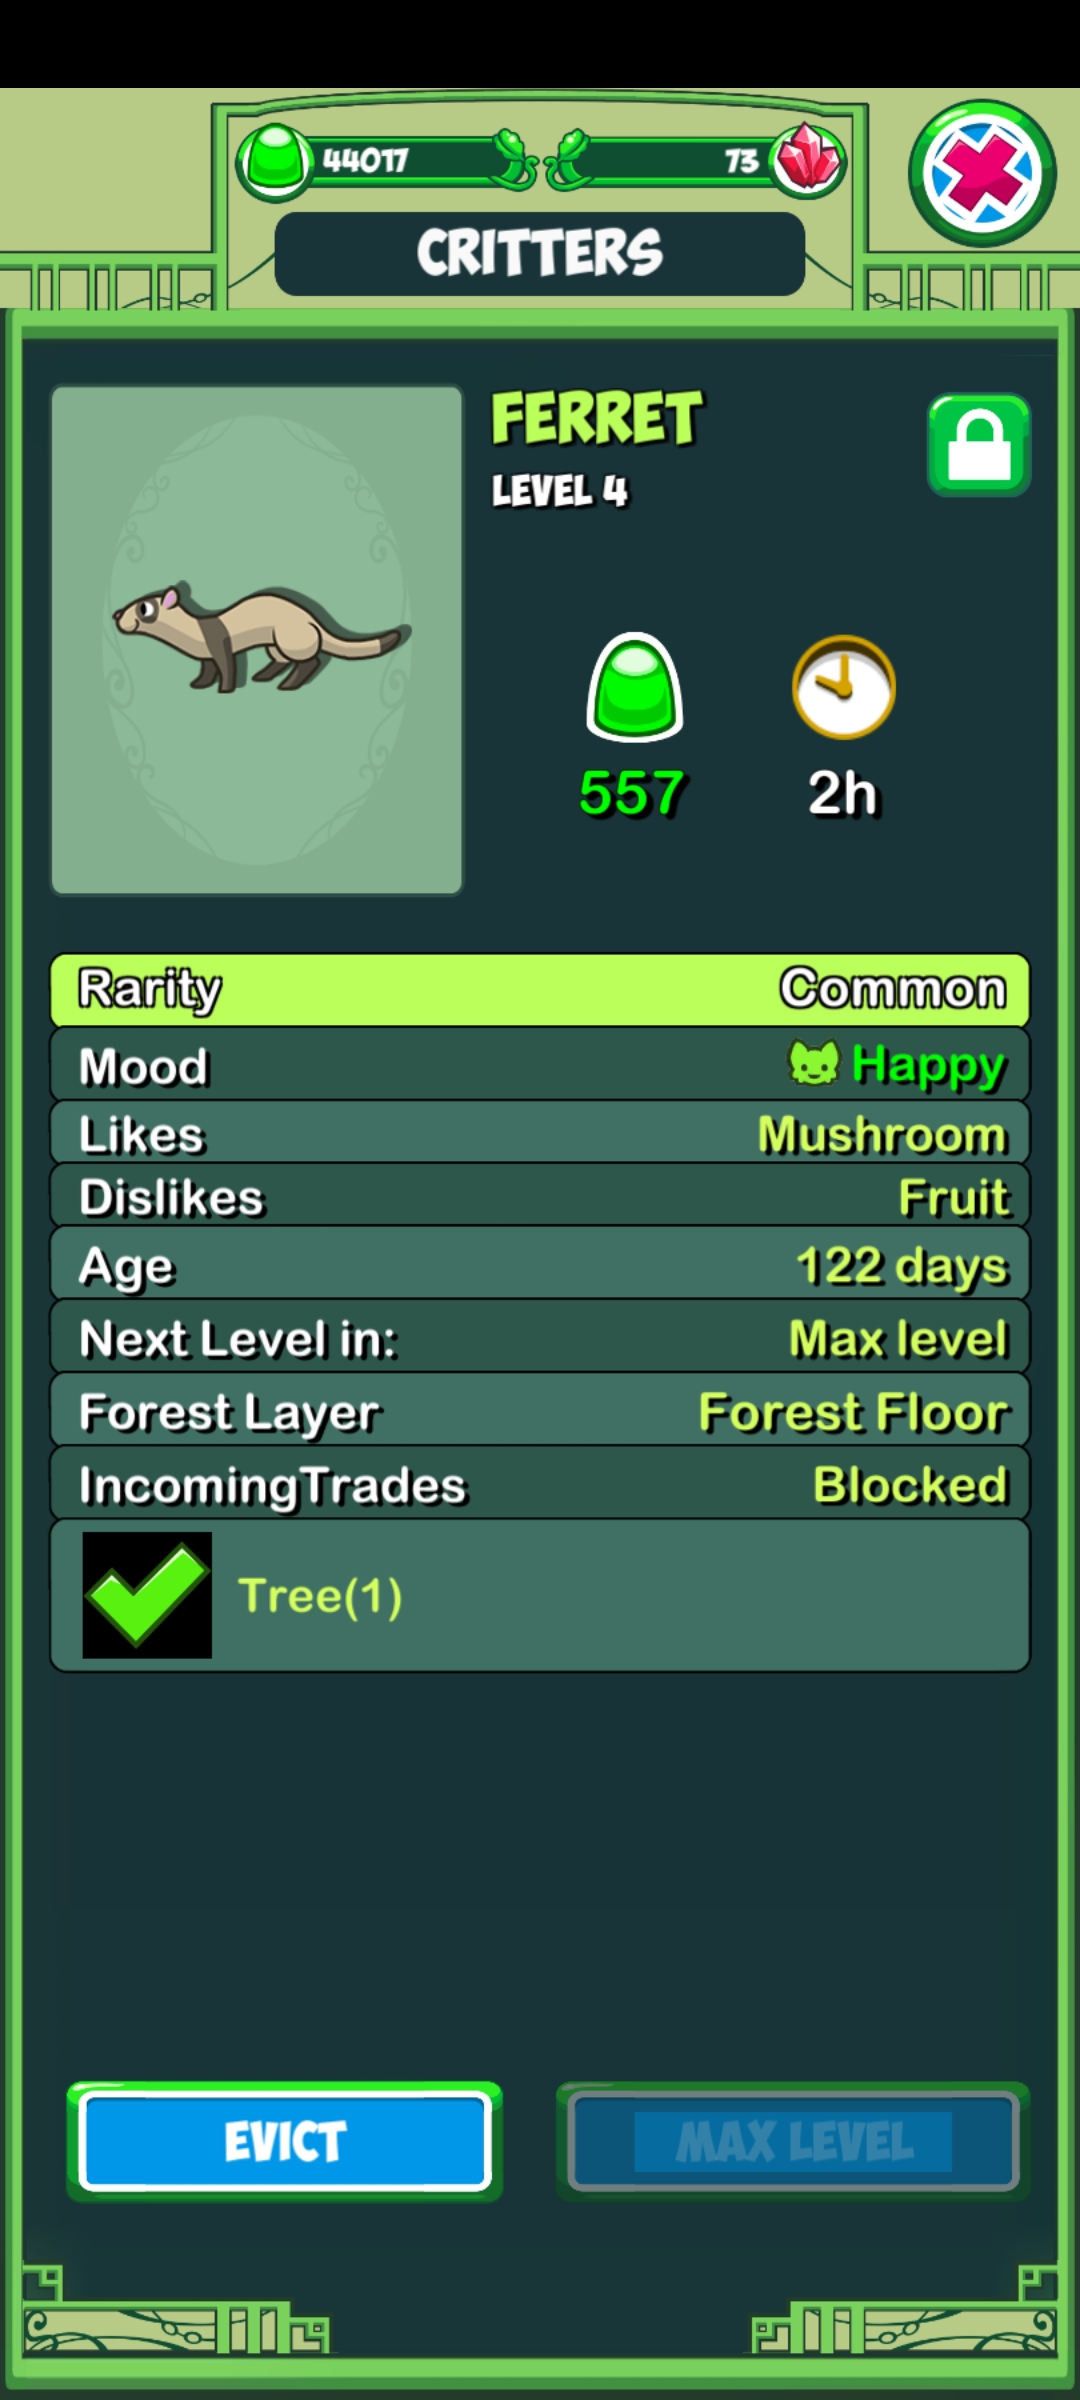 44017 73
CRITTERS
FERRET
LEVEL 4
557 2h
Rarity Common
Mood Happy
Likes Mushroom
Dislikes Fruit
Age 122 days
Next Level in: Max level
Forest Layer Forest Floor
IncomingTrades Blocked
Tree(1)
EVICT MAX LEVEL